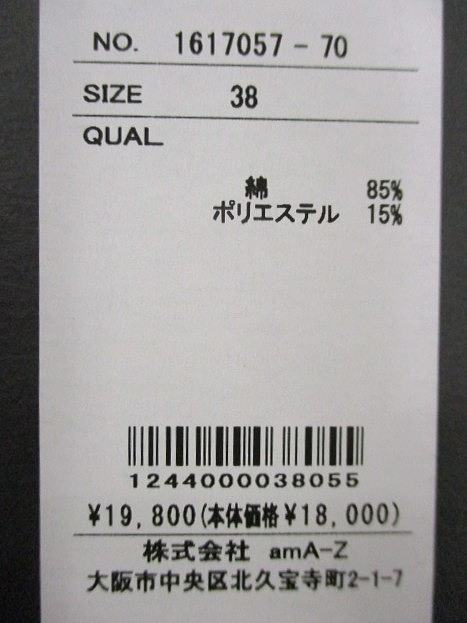 NO. 1617057-70
SIZE 38
QUAL
綿 85%
ポリエステル 15%
1244000038055
¥19,800(本体価格¥18,000)
株式会社 amA-Z
大阪市中央区北久宝寺町2-1-7